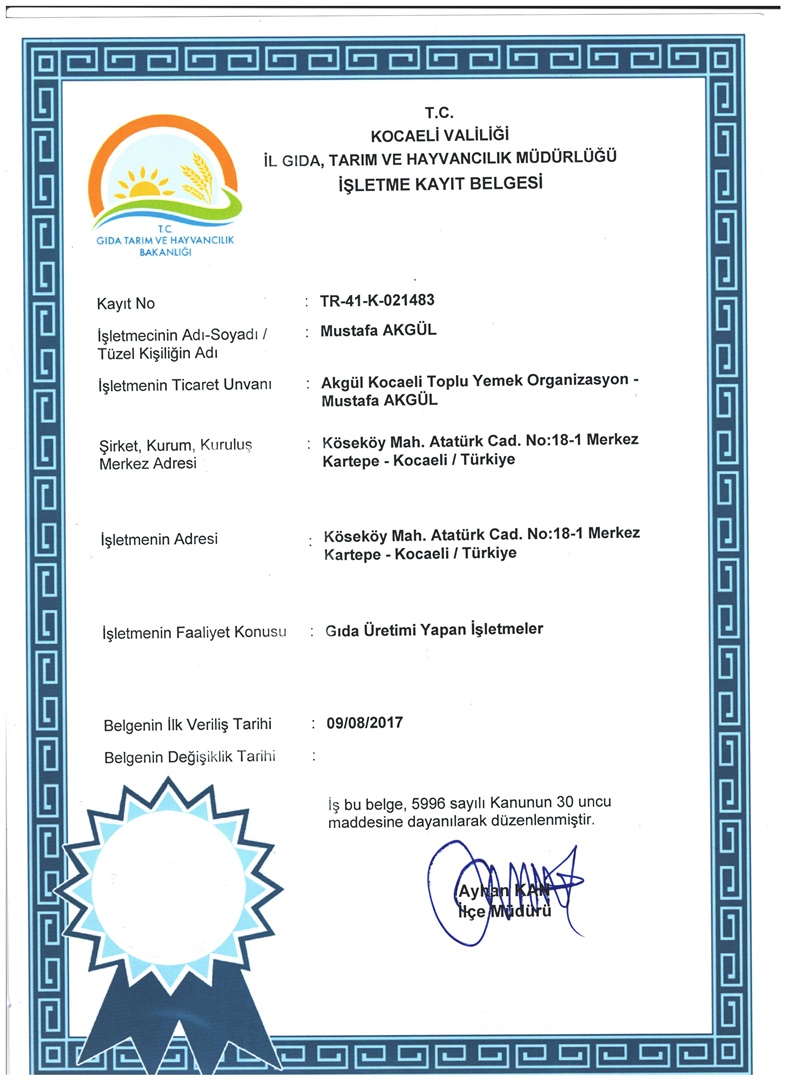 T.C.
KOCAELİ VALİLİĞİ
İL GIDA, TARIM VE HAYVANCILIK MÜDÜRLÜĞÜ
İŞLETME KAYIT BELGESİ
T.C.
GIDA TARIM VE HAYVANCILIK
BAKANLIĞI
Kayıt No : TR-41-K-021483
İşletmecinin Adı-Soyadı / : Mustafa AKGÜL
Tüzel Kişiliğin Adı
İşletmenin Ticaret Unvanı : Akgül Kocaeli Toplu Yemek Organizasyon -
Mustafa AKGÜL
Şirket, Kurum, Kuruluş : Köseköy Mah. Atatürk Cad. No:18-1 Merkez
Merkez Adresi Kartepe - Kocaeli / Türkiye
İşletmenin Adresi : Köseköy Mah. Atatürk Cad. No:18-1 Merkez
Kartepe - Kocaeli / Türkiye
İşletmenin Faaliyet Konusu : Gıda Üretimi Yapan İşletmeler
Belgenin İlk Veriliş Tarihi : 09/08/2017
Belgenin Değişiklik Tarihi :
İş bu belge, 5996 sayılı Kanunun 30 uncu
maddesine dayanılarak düzenlenmiştir.
Ayhan KAN
İlçe Müdürü